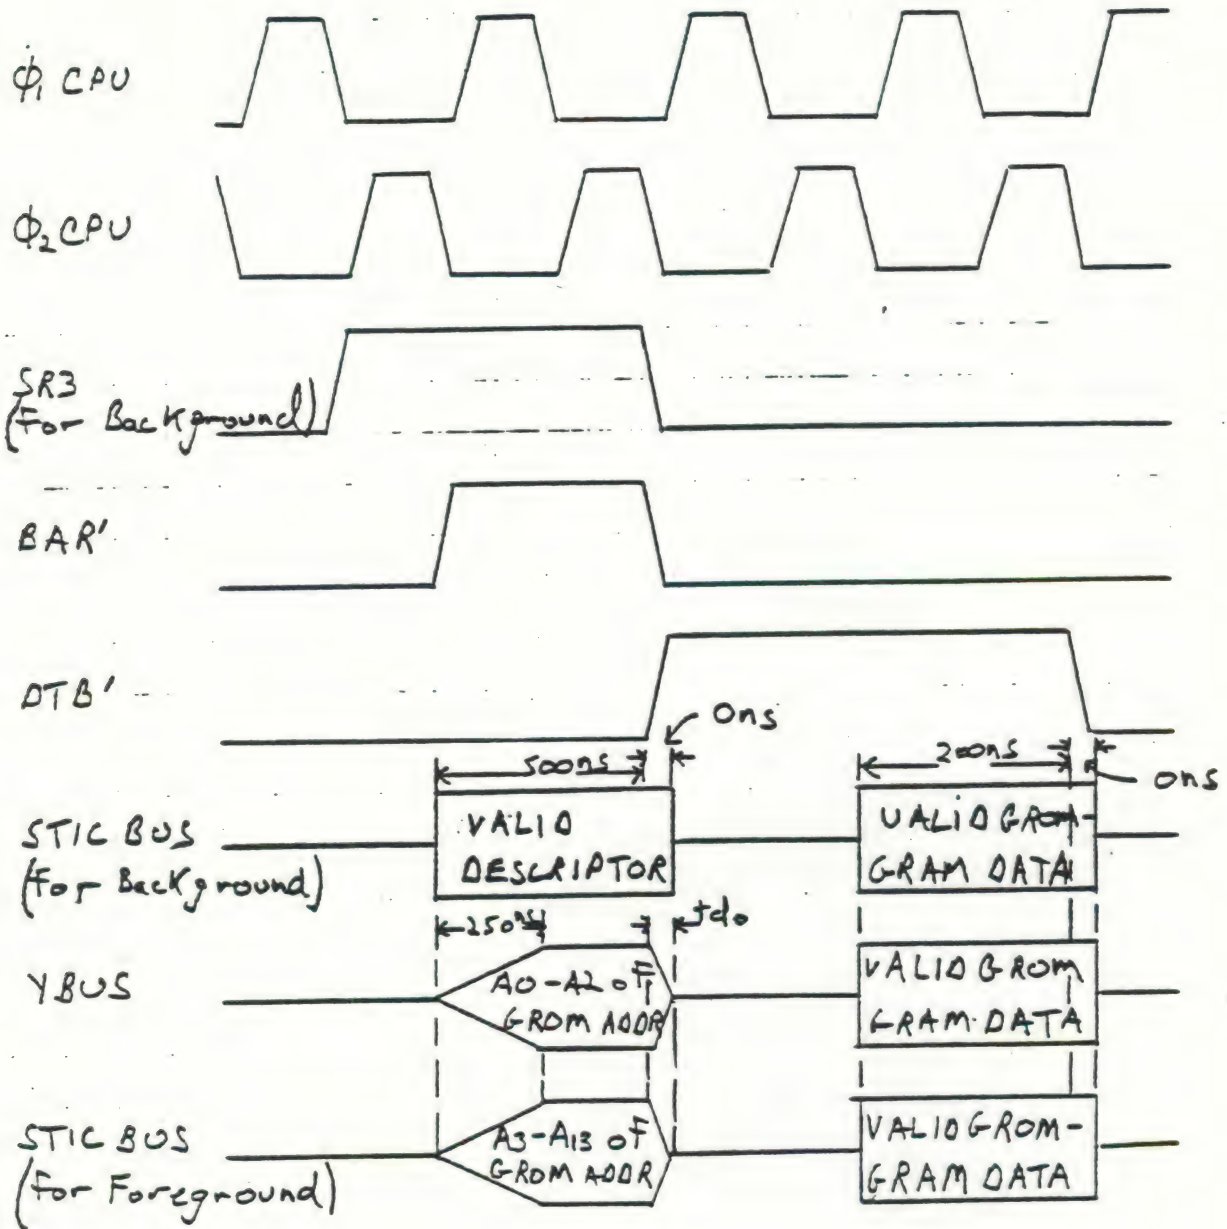 ϕ₁ CPU
ϕ₂ CPU
SR3
(For Background)
BAR'
DTB'
0ns
500ns
200ns
0ns
STIC BUS
(For Background)
VALID
DESCRIPTOR
VALID GROM-
GRAM DATA
250ns
tdo
Y BUS
A0-A2 OF
GROM ADDR
VALID GROM
GRAM DATA
STIC BUS
(For Foreground)
A3-A13 OF
GROM ADDR
VALID GROM-
GRAM DATA